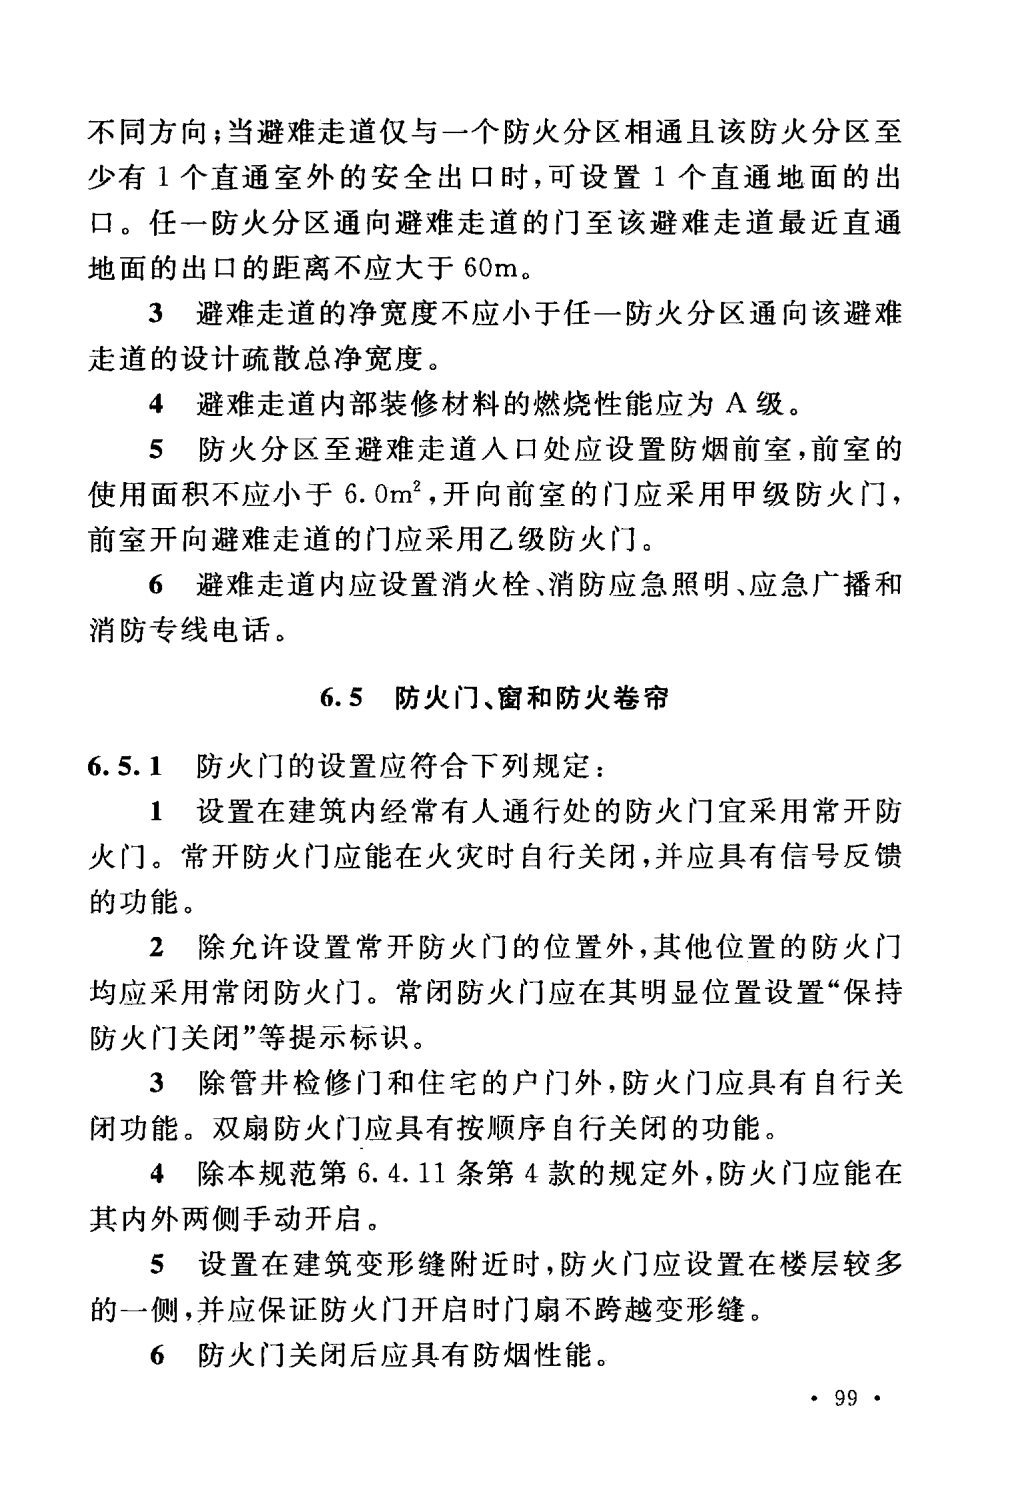 不同方向;当避难走道仅与一个防火分区相通且该防火分区至
少有 1 个直通室外的安全出口时,可设置 1 个直通地面的出
口。任一防火分区通向避难走道的门至该避难走道最近直通
地面的出口的距离不应大于 60m。
3 避难走道的净宽度不应小于任一防火分区通向该避难
走道的设计疏散总净宽度。
4 避难走道内部装修材料的燃烧性能应为 A 级。
5 防火分区至避难走道入口处应设置防烟前室,前室的
使用面积不应小于 6.0m²,开向前室的门应采用甲级防火门,
前室开向避难走道的门应采用乙级防火门。
6 避难走道内应设置消火栓、消防应急照明、应急广播和
消防专线电话。
6.5 防火门、窗和防火卷帘
6.5.1 防火门的设置应符合下列规定:
1 设置在建筑内经常有人通行处的防火门宜采用常开防
火门。常开防火门应能在火灾时自行关闭,并应具有信号反馈
的功能。
2 除允许设置常开防火门的位置外,其他位置的防火门
均应采用常闭防火门。常闭防火门应在其明显位置设置“保持
防火门关闭”等提示标识。
3 除管井检修门和住宅的户门外,防火门应具有自行关
闭功能。双扇防火门应具有按顺序自行关闭的功能。
4 除本规范第 6.4.11 条第 4 款的规定外,防火门应能在
其内外两侧手动开启。
5 设置在建筑变形缝附近时,防火门应设置在楼层较多
的一侧,并应保证防火门开启时门扇不跨越变形缝。
6 防火门关闭后应具有防烟性能。
· 99 ·